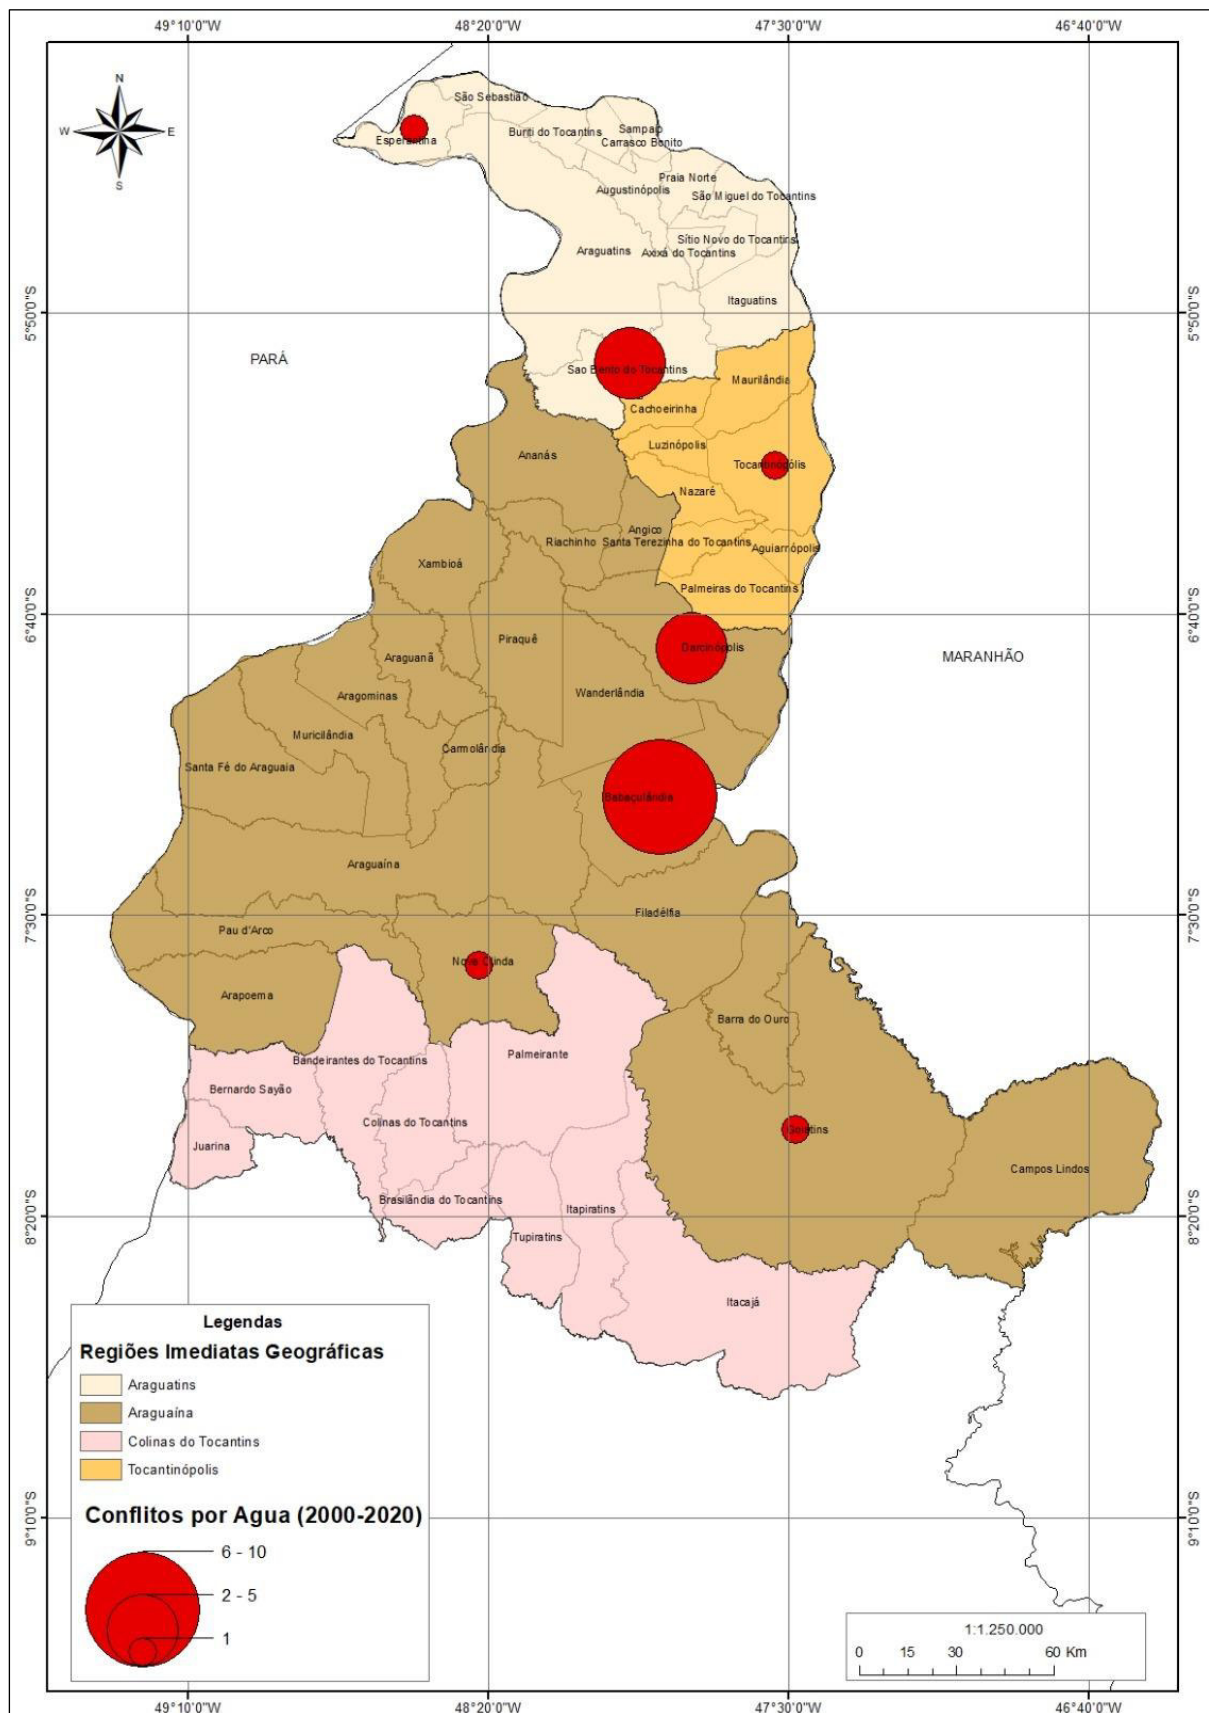 49°10'0"W
48°20'0"W
47°30'0"W
46°40'0"W
N
W
E
S
São Sebastião
Esperantina
Buriti do Tocantins
Sampaio
Carrasco Bonito
Praia Norte
Augustinópolis
São Miguel do Tocantins
Sítio Novo do Tocantins
Araguatins
Axixá do Tocantins
Itaguatins
5°50'0"S
5°50'0"S
PARÁ
Sao Bento do Tocantins
Maurilândia
Cachoeirinha
Luzinópolis
Ananás
Tocantinópólis
Nazaré
Angico
Riachinho
Santa Terezinha do Tocantins
Aguiarrópolis
Xambioá
Palmeiras do Tocantins
6°40'0"S
6°40'0"S
Piraquê
Darcinópolis
MARANHÃO
Araguanã
Aragominas
Wanderlândia
Muricilândia
Carmolândia
Santa Fé do Araguaia
Babaçulândia
Araguaína
Filadélfia
7°30'0"S
7°30'0"S
Pau d'Arco
Nova Olinda
Arapoema
Barra do Ouro
Palmeirante
Bandeirantes do Tocantins
Bernardo Sayão
Colinas do Tocantins
Goiatins
Juarina
Campos Lindos
Brasilândia do Tocantins
Itapiratins
8°20'0"S
8°20'0"S
Tupiratins
Itacajá
Legendas
Regiões Imediatas Geográficas
Araguatins
Araguaína
Colinas do Tocantins
Tocantinópolis
Conflitos por Agua (2000-2020)
6 - 10
2 - 5
1
9°10'0"S
9°10'0"S
1:1.250.000
0 15 30 60 Km
49°10'0"W
48°20'0"W
47°30'0"W
46°40'0"W